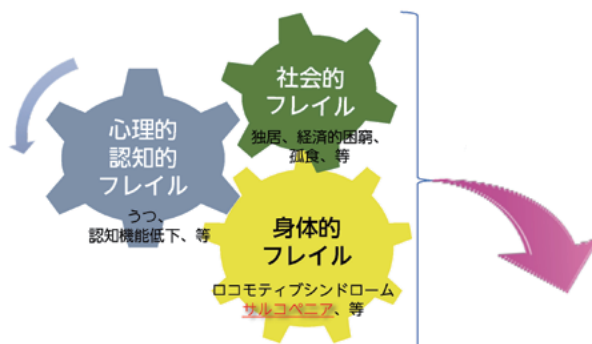 社会的
フレイル
独居、経済的困窮、
孤食、等
心理的
認知的
フレイル
うつ、
認知機能低下、等
身体的
フレイル
ロコモティブシンドローム
サルコペニア、等